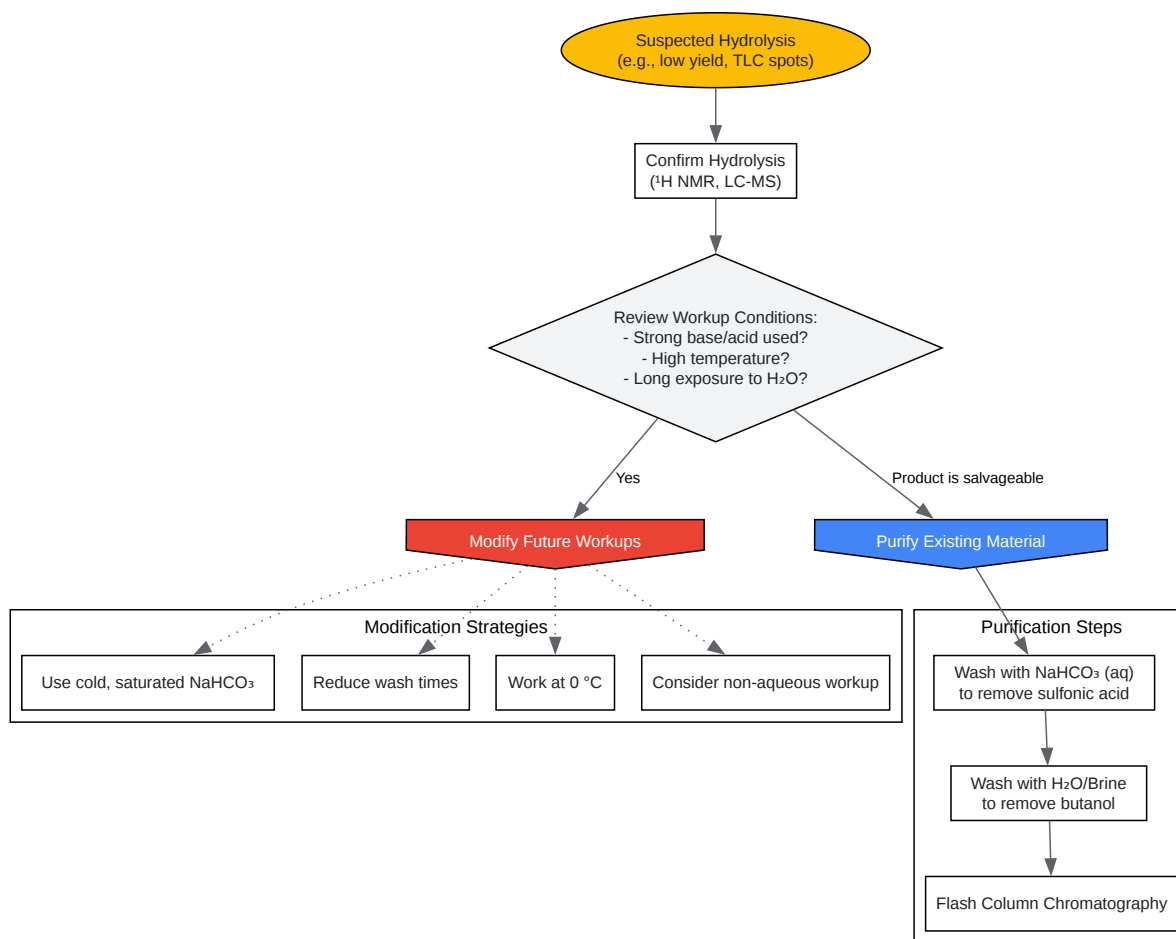 Suspected Hydrolysis
(e.g., low yield, TLC spots)
Confirm Hydrolysis
(¹H NMR, LC-MS)
Review Workup Conditions:
- Strong base/acid used?
- High temperature?
- Long exposure to H₂O?
Yes
Product is salvageable
Modify Future Workups
Purify Existing Material
Modification Strategies
Use cold, saturated NaHCO₃
Reduce wash times
Work at 0 °C
Consider non-aqueous workup
Purification Steps
Wash with NaHCO₃ (aq)
to remove sulfonic acid
Wash with H₂O/Brine
to remove butanol
Flash Column Chromatography